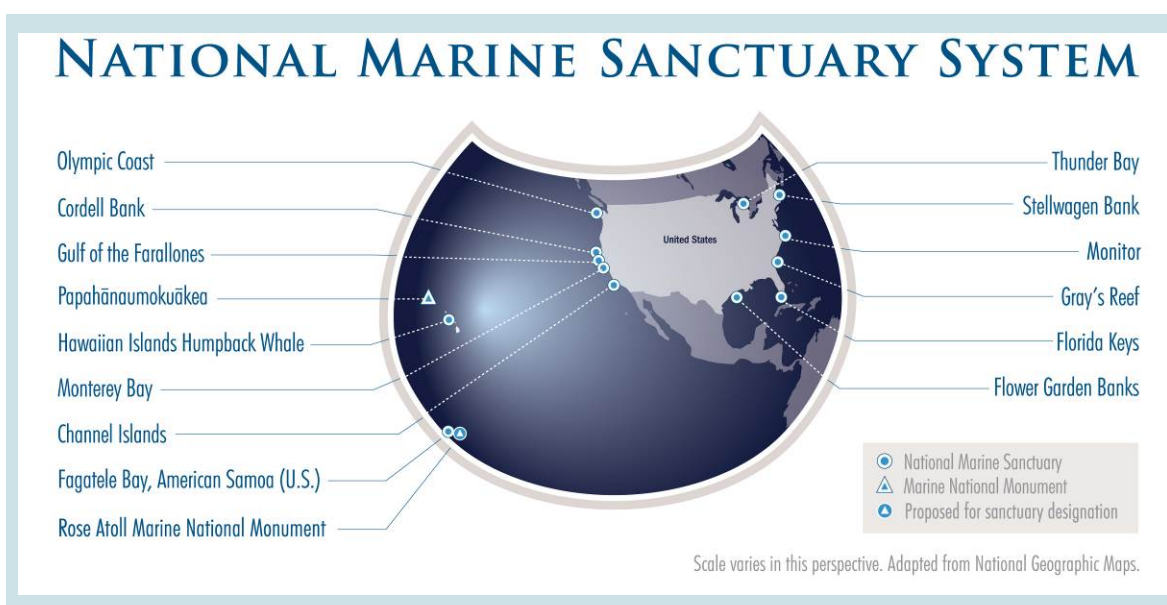 NATIONAL MARINE SANCTUARY SYSTEM
Olympic Coast
Cordell Bank
Gulf of the Farallones
Papahānaumokuākea
Hawaiian Islands Humpback Whale
Monterey Bay
Channel Islands
Fagatele Bay, American Samoa (U.S.)
Rose Atoll Marine National Monument
United States
Thunder Bay
Stellwagen Bank
Monitor
Gray's Reef
Florida Keys
Flower Garden Banks
National Marine Sanctuary
Marine National Monument
Proposed for sanctuary designation
Scale varies in this perspective. Adapted from National Geographic Maps.